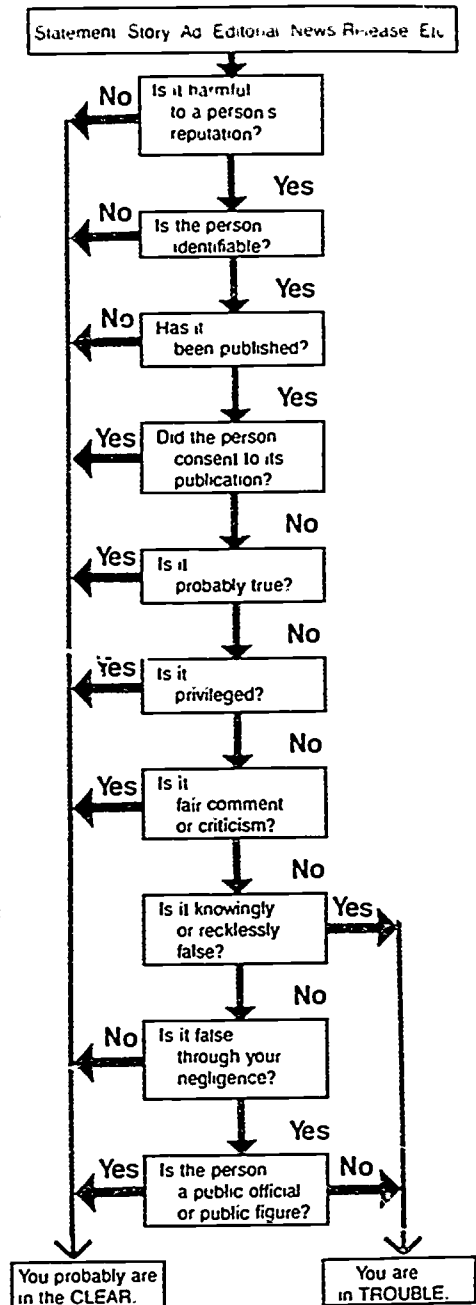 Statement Story Ad Editorial News Release Etc
No
Is it harmful
to a person's
reputation?
Yes
No
Is the person
identifiable?
Yes
No
Has it
been published?
Yes
Yes
Did the person
consent to its
publication?
No
Yes
Is it
probably true?
No
Yes
Is it
privileged?
No
Yes
Is it
fair comment
or criticism?
No
Is it knowingly
or recklessly
false?
Yes
No
No
Is it false
through your
negligence?
Yes
Yes
Is the person
a public official
or public figure?
No
You probably are
in the CLEAR.
You are
in TROUBLE.